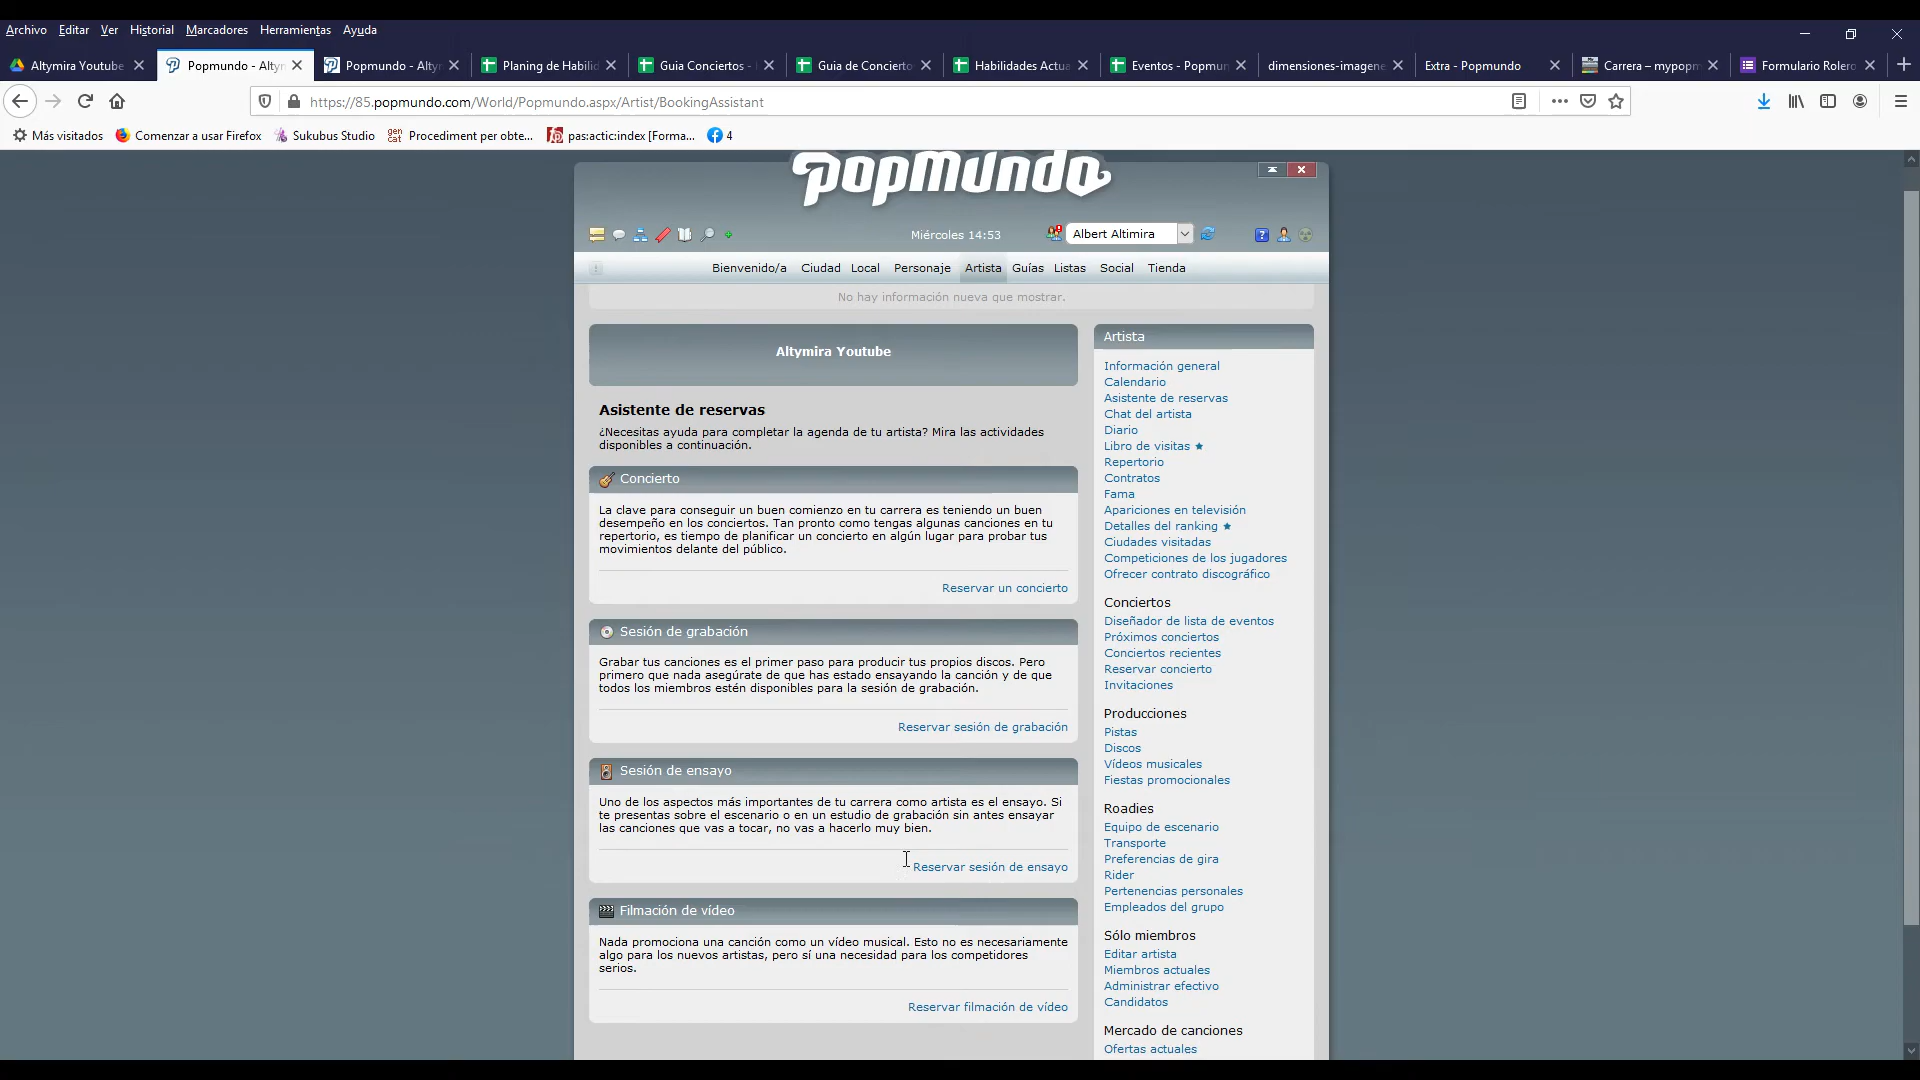 Archivo Editar Ver Historial Marcadores Herramientas Ayuda
Altymira Youtube
Popmundo - Altyn
Popmundo - Altyn
Planing de Habilid
Guia Conciertos -
Guia de Concierto
Habilidades Actua
Eventos - Popmun
dimensiones-imagene
Extra - Popmundo
Carrera – mypopm
Formulario Rolero
https://85.popmundo.com/World/Popmundo.aspx/Artist/BookingAssistant
Más visitados
Comenzar a usar Firefox
Sukubus Studio
gen cat
Procediment per obte...
pas:actic:index [Forma...
4
popmundo
Miércoles 14:53
Albert Altimira
Bienvenido/a Ciudad Local Personaje Artista Guías Listas Social Tienda
No hay información nueva que mostrar.
Altymira Youtube
Asistente de reservas
¿Necesitas ayuda para completar la agenda de tu artista? Mira las actividades
disponibles a continuación.
Concierto
La clave para conseguir un buen comienzo en tu carrera es teniendo un buen
desempeño en los conciertos. Tan pronto como tengas algunas canciones en tu
repertorio, es tiempo de planificar un concierto en algún lugar para probar tus
movimientos delante del público.
Reservar un concierto
Sesión de grabación
Grabar tus canciones es el primer paso para producir tus propios discos. Pero
primero que nada asegúrate de que has estado ensayando la canción y de que
todos los miembros estén disponibles para la sesión de grabación.
Reservar sesión de grabación
Sesión de ensayo
Uno de los aspectos más importantes de tu carrera como artista es el ensayo. Si
te presentas sobre el escenario o en un estudio de grabación sin antes ensayar
las canciones que vas a tocar, no vas a hacerlo muy bien.
Reservar sesión de ensayo
Filmación de vídeo
Nada promociona una canción como un vídeo musical. Esto no es necesariamente
algo para los nuevos artistas, pero sí una necesidad para los competidores
serios.
Reservar filmación de vídeo
Artista
Información general
Calendario
Asistente de reservas
Chat del artista
Diario
Libro de visitas
Repertorio
Contratos
Fama
Apariciones en televisión
Detalles del ranking
Ciudades visitadas
Competiciones de los jugadores
Ofrecer contrato discográfico
Conciertos
Diseñador de lista de eventos
Próximos conciertos
Conciertos recientes
Reservar concierto
Invitaciones
Producciones
Pistas
Discos
Vídeos musicales
Fiestas promocionales
Roadies
Equipo de escenario
Transporte
Preferencias de gira
Rider
Pertenencias personales
Empleados del grupo
Sólo miembros
Editar artista
Miembros actuales
Administrar efectivo
Candidatos
Mercado de canciones
Ofertas actuales